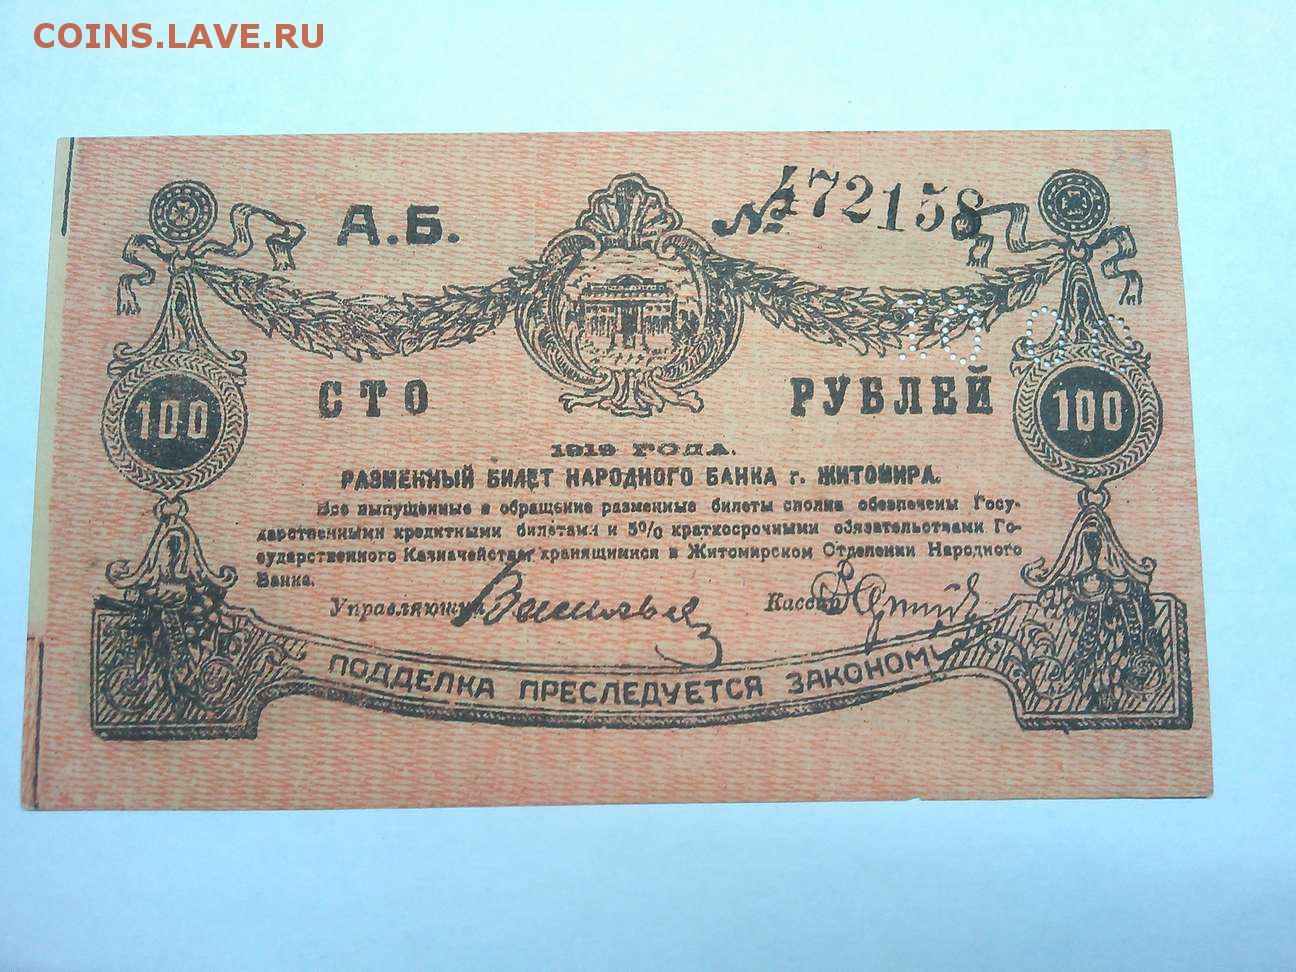 COINS.LAVE.RU
А.Б. № 472158
СТО РУБЛЕЙ
100 100
1919 ГОДА.
РАЗМЕННЫЙ БИЛЕТ НАРОДНОГО БАНКА г. ЖИТОМИРА.
Все выпущенные в обращение разменные билеты сполна обезпечены Госу-
дарственными кредитными билетами и 5% краткосрочными обязательствами Го-
сударственного Казначейства хранящимися в Житомирском Отделении Народного
Банка.
Управляющий Кассир
ПОДДЕЛКА ПРЕСЛЕДУЕТСЯ ЗАКОНОМЪ